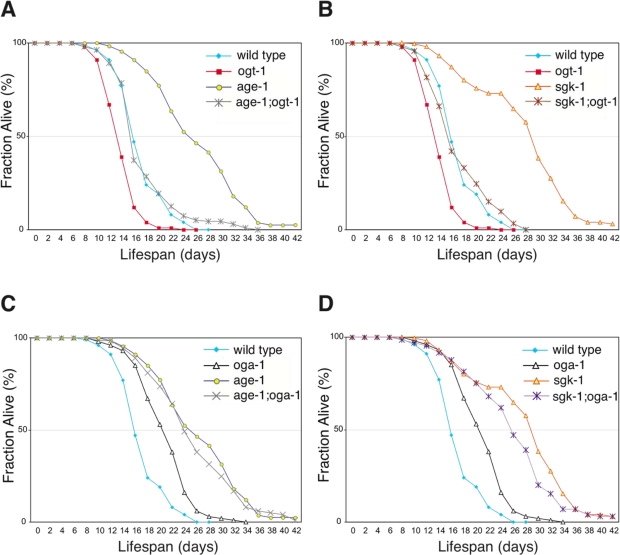 A
100
50
0
Fraction Alive (%)
wild type
ogt-1
age-1
age-1;ogt-1
0 2 4 6 8 10 12 14 16 18 20 22 24 26 28 30 32 34 36 38 40 42
Lifespan (days)
B
100
50
0
Fraction Alive (%)
wild type
ogt-1
sgk-1
sgk-1;ogt-1
0 2 4 6 8 10 12 14 16 18 20 22 24 26 28 30 32 34 36 38 40 42
Lifespan (days)
C
100
50
0
Fraction Alive (%)
wild type
oga-1
age-1
age-1;oga-1
0 2 4 6 8 10 12 14 16 18 20 22 24 26 28 30 32 34 36 38 40 42
Lifespan (days)
D
100
50
0
Fraction Alive (%)
wild type
oga-1
sgk-1
sgk-1;oga-1
0 2 4 6 8 10 12 14 16 18 20 22 24 26 28 30 32 34 36 38 40 42
Lifespan (days)